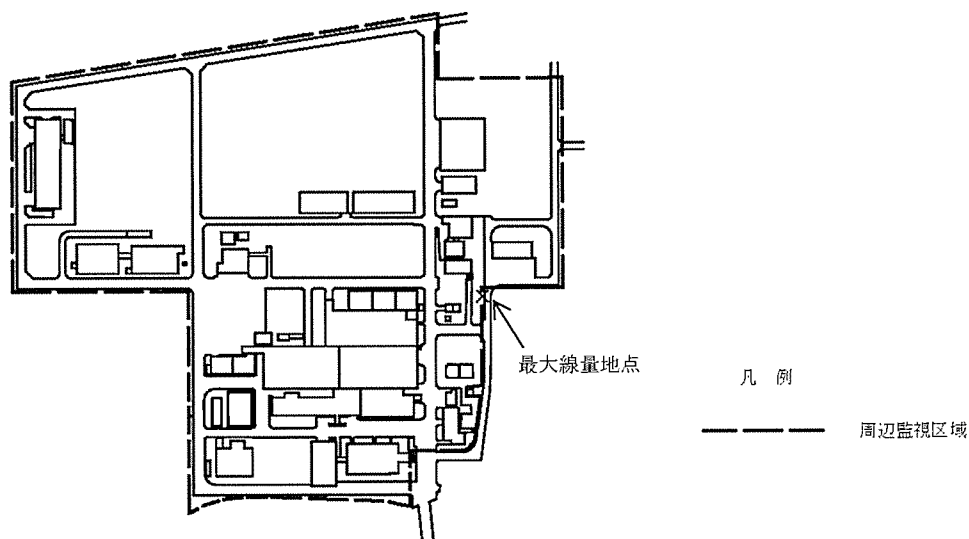 最大線量地点
凡 例
周辺監視区域